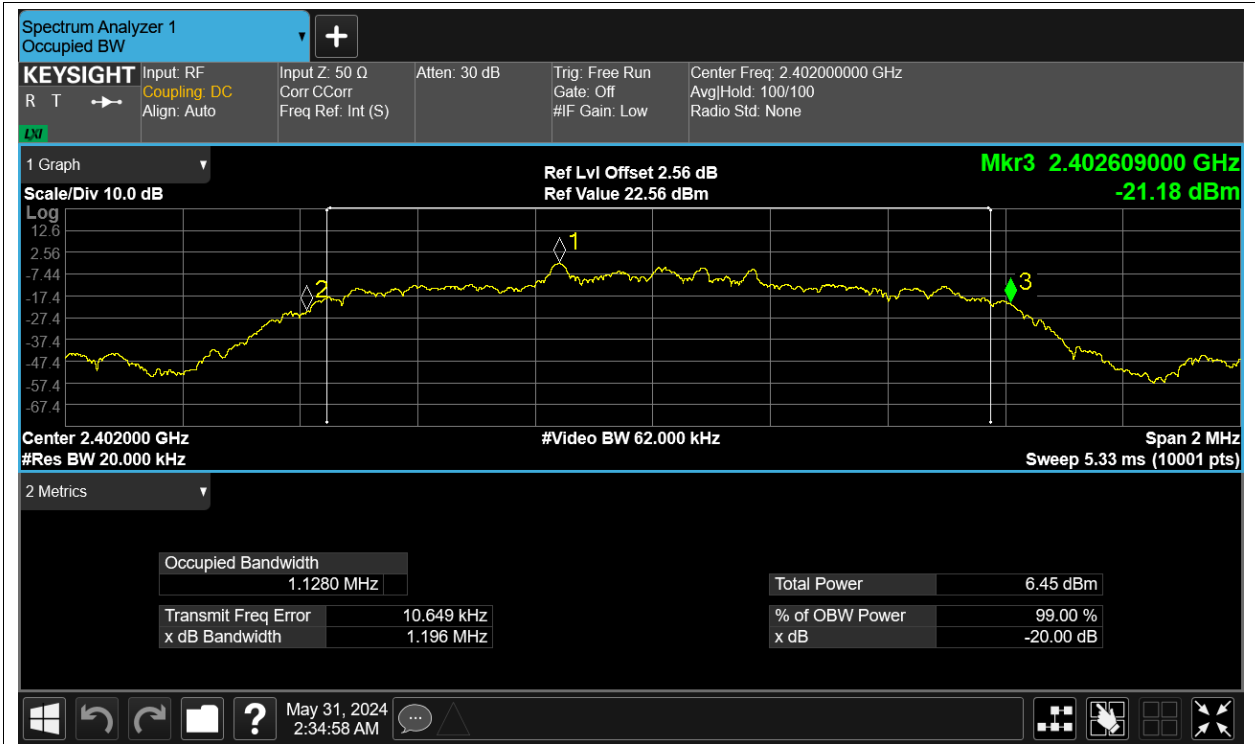 Spectrum Analyzer 1
Occupied BW
KEYSIGHT
R T
LXI
Input: RF
Coupling: DC
Align: Auto
Input Z: 50 Ω
Corr CCorr
Freq Ref: Int (S)
Atten: 30 dB
Trig: Free Run
Gate: Off
#IF Gain: Low
Center Freq: 2.402000000 GHz
Avg|Hold: 100/100
Radio Std: None
1 Graph
Scale/Div 10.0 dB
Ref Lvl Offset 2.56 dB
Ref Value 22.56 dBm
Mkr3 2.402609000 GHz
-21.18 dBm
Log
12.6
2.56
-7.44
-17.4
-27.4
-37.4
-47.4
-57.4
-67.4
1
2
3
Center 2.402000 GHz
#Res BW 20.000 kHz
#Video BW 62.000 kHz
Span 2 MHz
Sweep 5.33 ms (10001 pts)
2 Metrics
Occupied Bandwidth
1.1280 MHz
Transmit Freq Error 10.649 kHz
x dB Bandwidth 1.196 MHz
Total Power 6.45 dBm
% of OBW Power 99.00 %
x dB -20.00 dB
?
May 31, 2024
2:34:58 AM